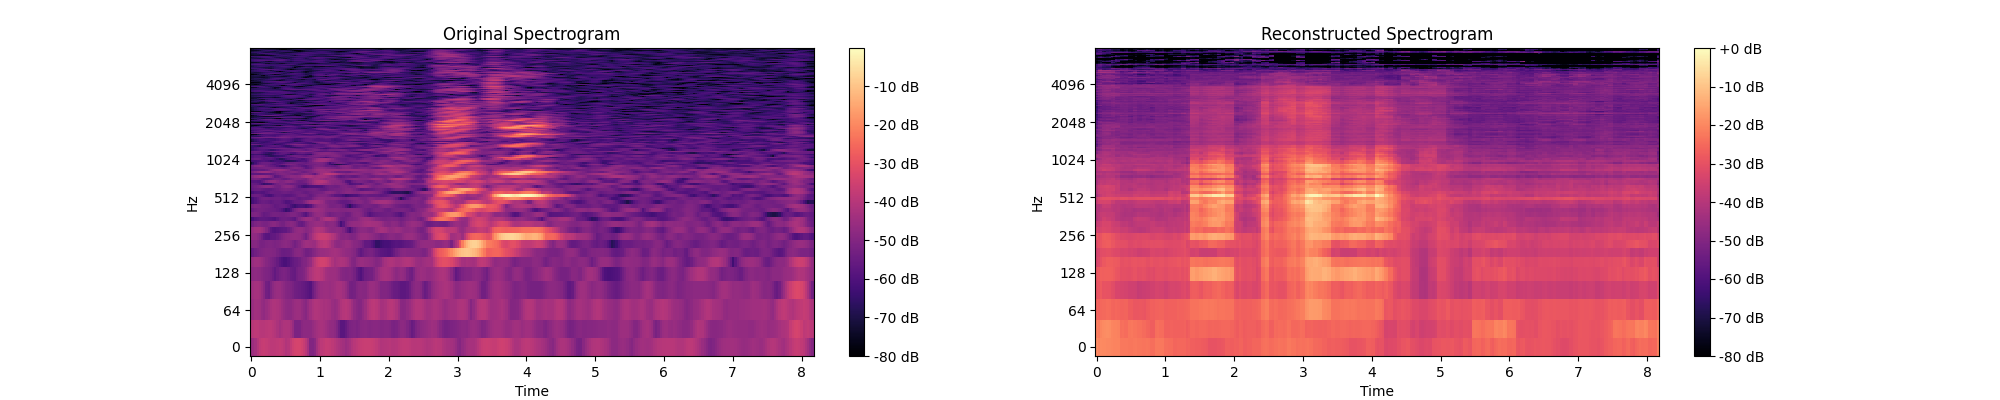 Original Spectrogram
Hz
4096
2048
1024
512
256
128
64
0
0 1 2 3 4 5 6 7 8
Time
-10 dB
-20 dB
-30 dB
-40 dB
-50 dB
-60 dB
-70 dB
-80 dB
Reconstructed Spectrogram
Hz
4096
2048
1024
512
256
128
64
0
0 1 2 3 4 5 6 7 8
Time
+0 dB
-10 dB
-20 dB
-30 dB
-40 dB
-50 dB
-60 dB
-70 dB
-80 dB